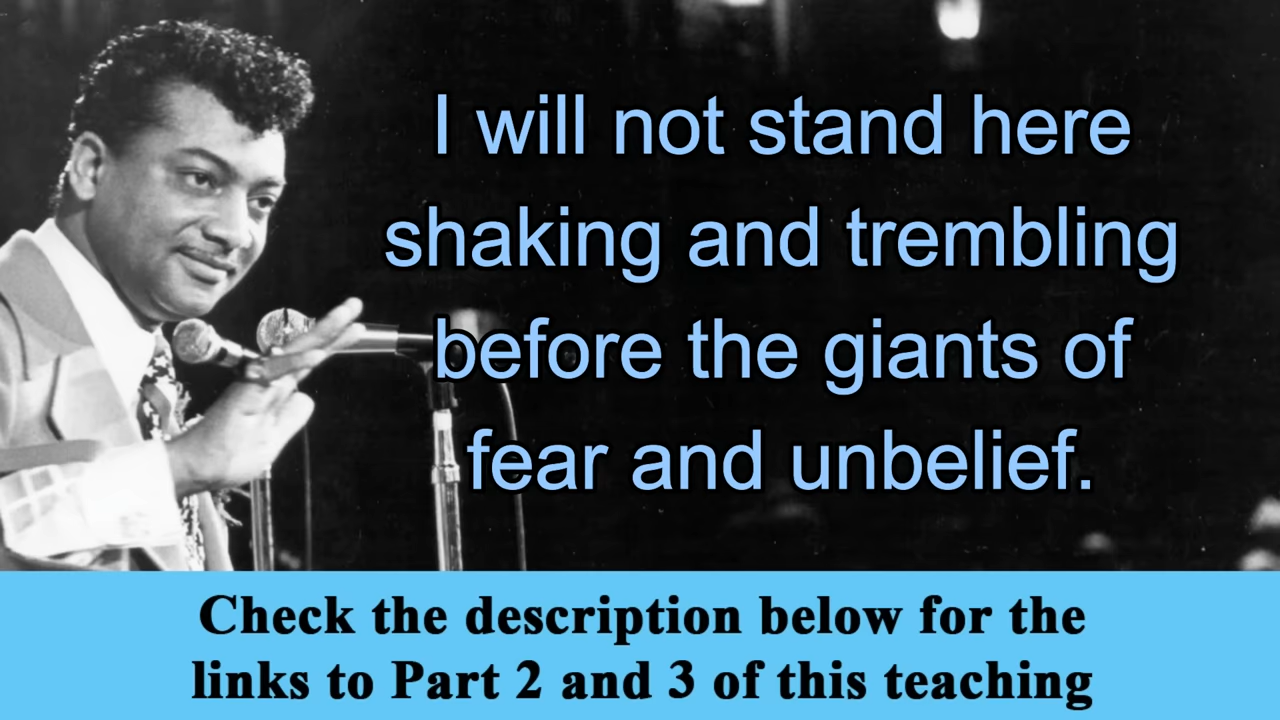 I will not stand here
shaking and trembling
before the giants of
fear and unbelief.
Check the description below for the
links to Part 2 and 3 of this teaching